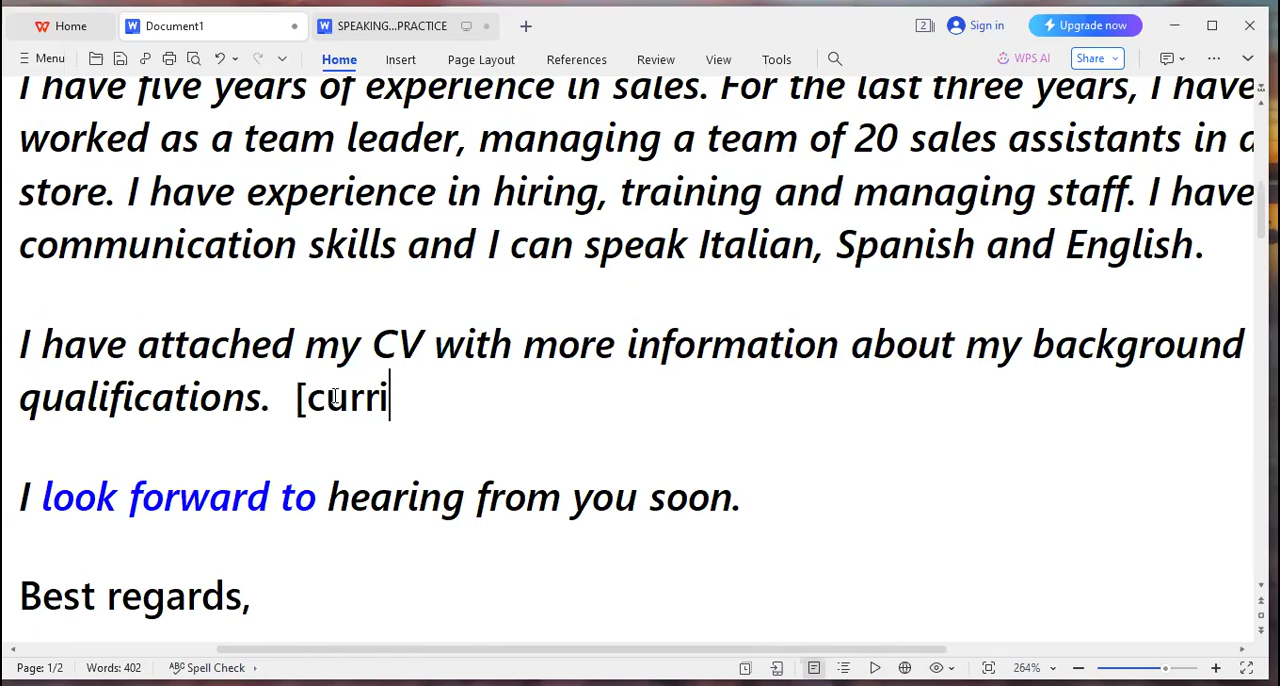 Home
Document1
SPEAKING...PRACTICE
2
Sign in
Upgrade now
Menu
Home
Insert
Page Layout
References
Review
View
Tools
WPS AI
Share
I have five years of experience in sales. For the last three years, I have
worked as a team leader, managing a team of 20 sales assistants in a
store. I have experience in hiring, training and managing staff. I have
communication skills and I can speak Italian, Spanish and English.
I have attached my CV with more information about my background
qualifications. [curri
I look forward to hearing from you soon.
Best regards,
Page: 1/2
Words: 402
ABC Spell Check
264%